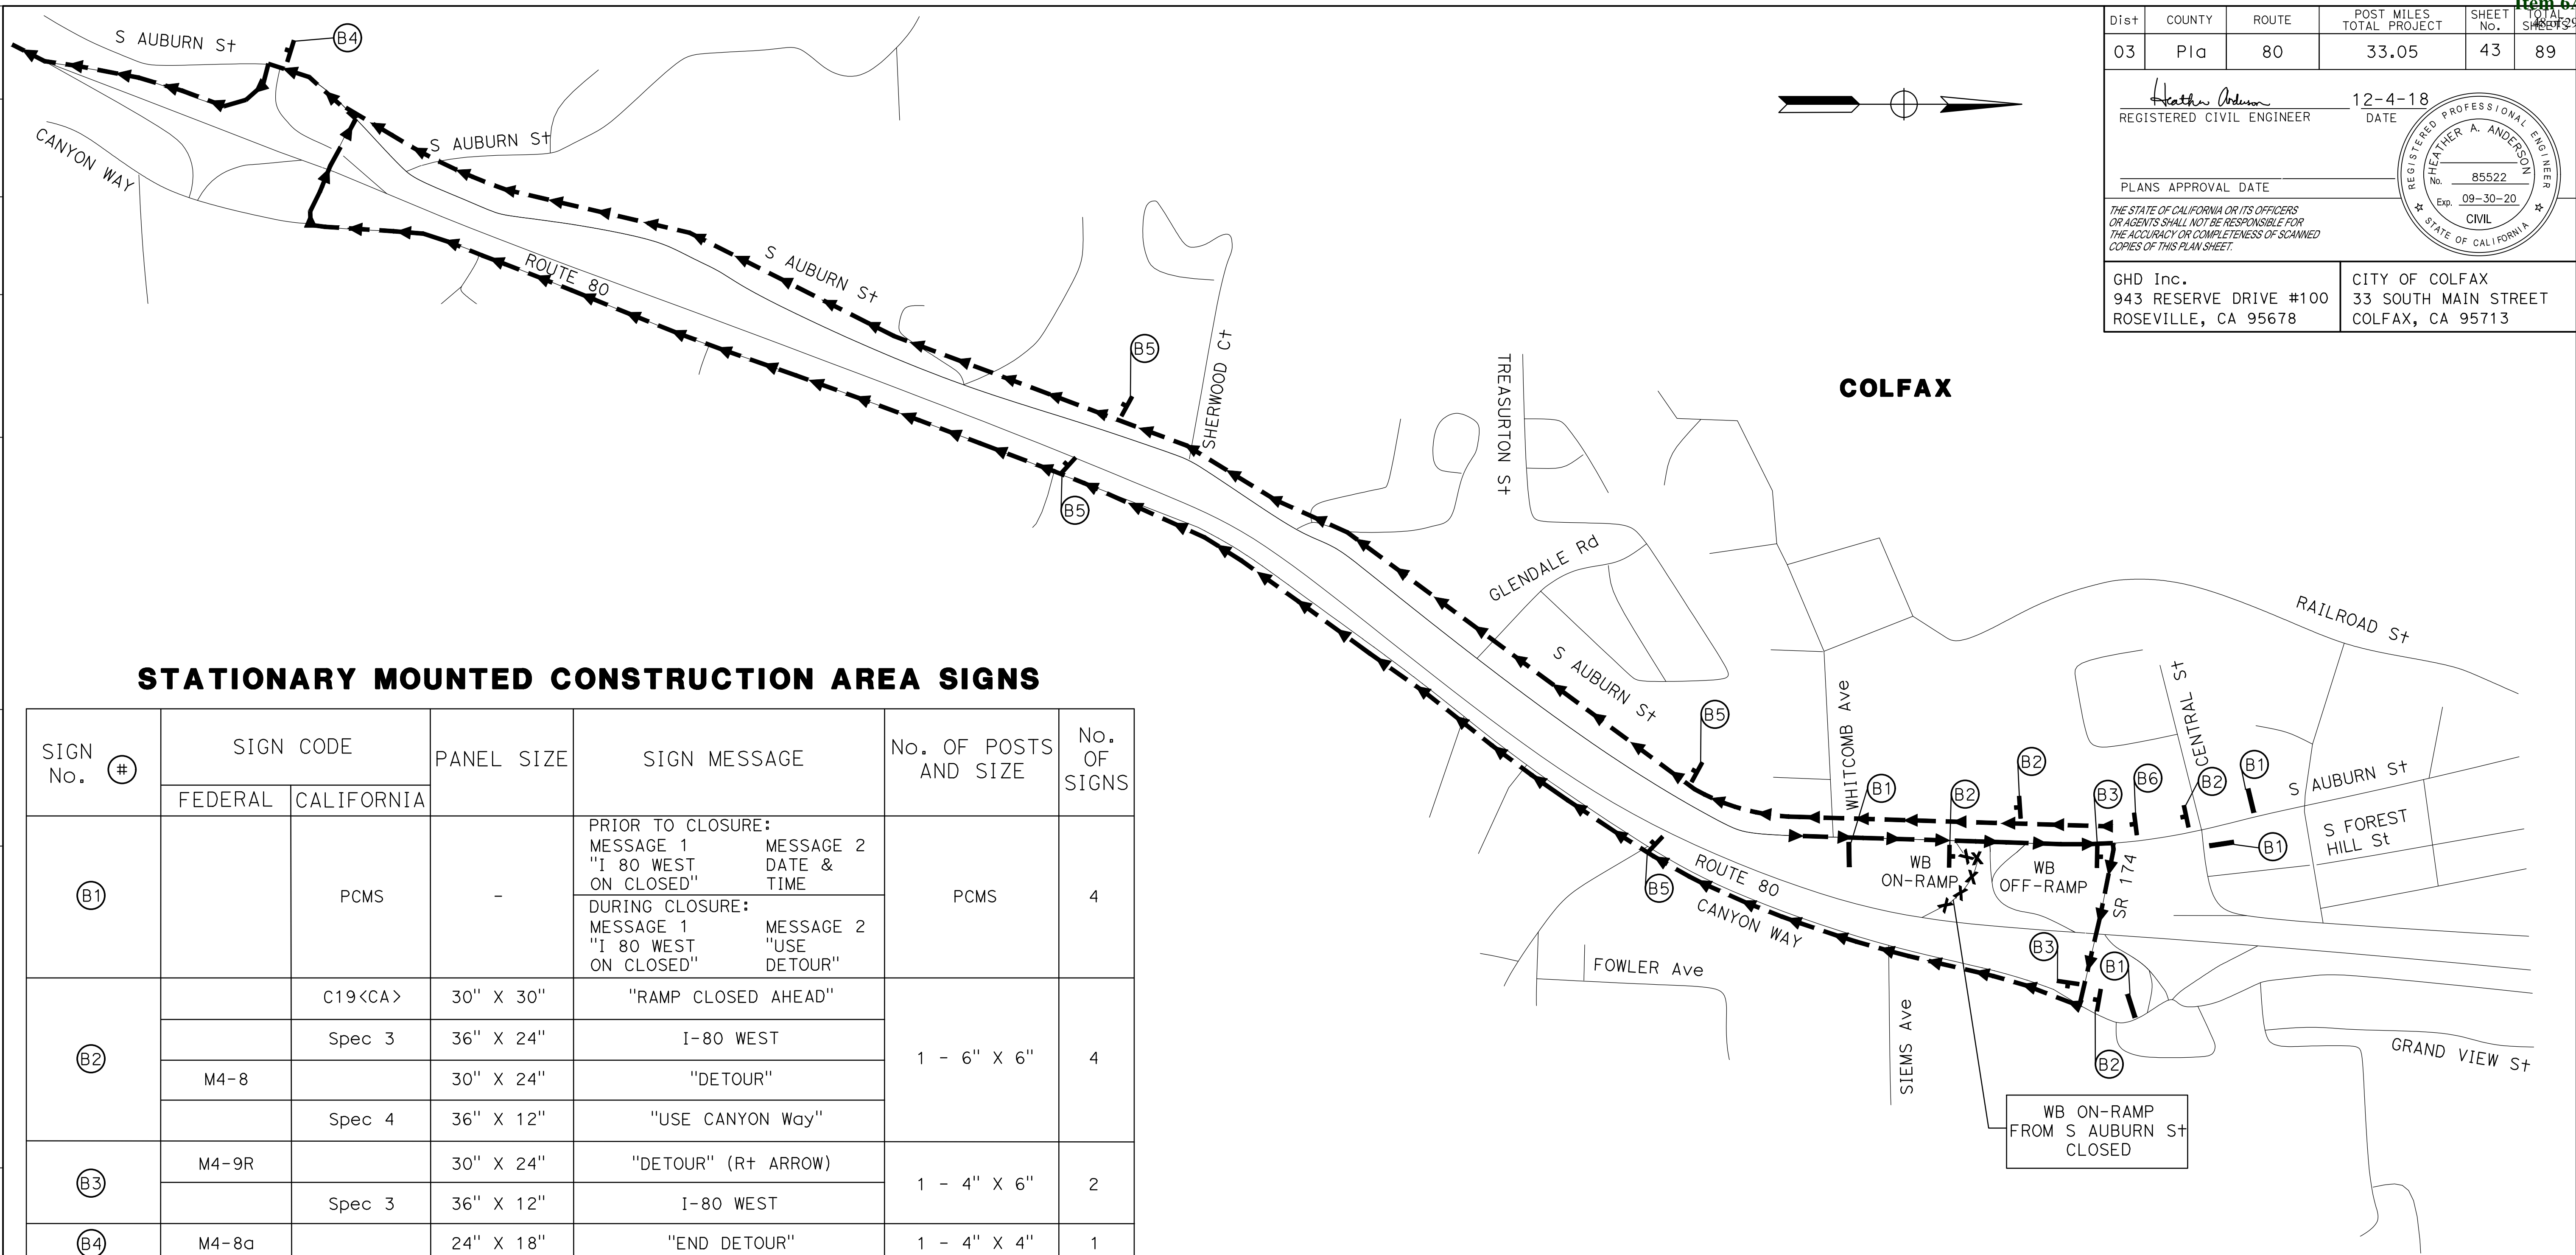 Item 6
Dist
COUNTY
ROUTE
POST MILES
TOTAL PROJECT
SHEET
No.
TOTAL
SHEETS
03
Pla
80
33.05
43
89
Heather Anderson
12-4-18
REGISTERED CIVIL ENGINEER
DATE
PLANS APPROVAL DATE
REGISTERED PROFESSIONAL ENGINEER
HEATHER A. ANDERSON
No. 85522
Exp. 09-30-20
CIVIL
STATE OF CALIFORNIA
THE STATE OF CALIFORNIA OR ITS OFFICERS
OR AGENTS SHALL NOT BE RESPONSIBLE FOR
THE ACCURACY OR COMPLETENESS OF SCANNED
COPIES OF THIS PLAN SHEET.
GHD Inc.
943 RESERVE DRIVE #100
ROSEVILLE, CA 95678
CITY OF COLFAX
33 SOUTH MAIN STREET
COLFAX, CA 95713
S AUBURN St
B4
CANYON WAY
S AUBURN St
ROUTE 80
S AUBURN St
B5
SHERWOOD Ct
B5
TREASURTON St
COLFAX
GLENDALE Rd
S AUBURN St
B5
WHITCOMB Ave
RAILROAD St
CENTRAL St
B1
B2
B2
B3
B6
B2
B1
S AUBURN St
S FOREST
HILL St
B1
WB
ON-RAMP
WB
OFF-RAMP
SR 174
B5
ROUTE 80
CANYON WAY
FOWLER Ave
SIEMS Ave
B3
B1
B2
GRAND VIEW St
WB ON-RAMP
FROM S AUBURN St
CLOSED
STATIONARY MOUNTED CONSTRUCTION AREA SIGNS
SIGN
No. #
SIGN CODE
FEDERAL
CALIFORNIA
PANEL SIZE
SIGN MESSAGE
No. OF POSTS
AND SIZE
No.
OF
SIGNS
B1
PCMS
-
PRIOR TO CLOSURE:
MESSAGE 1 MESSAGE 2
"I 80 WEST DATE &
ON CLOSED" TIME
DURING CLOSURE:
MESSAGE 1 MESSAGE 2
"I 80 WEST "USE
ON CLOSED" DETOUR"
PCMS
4
B2
C19<CA> 30" X 30" "RAMP CLOSED AHEAD"
Spec 3 36" X 24" I-80 WEST
M4-8 30" X 24" "DETOUR"
Spec 4 36" X 12" "USE CANYON Way"
1 - 6" X 6"
4
B3
M4-9R 30" X 24" "DETOUR" (Rt ARROW)
Spec 3 36" X 12" I-80 WEST
1 - 4" X 6"
2
B4 M4-8a 24" X 18" "END DETOUR" 1 - 4" X 4" 1